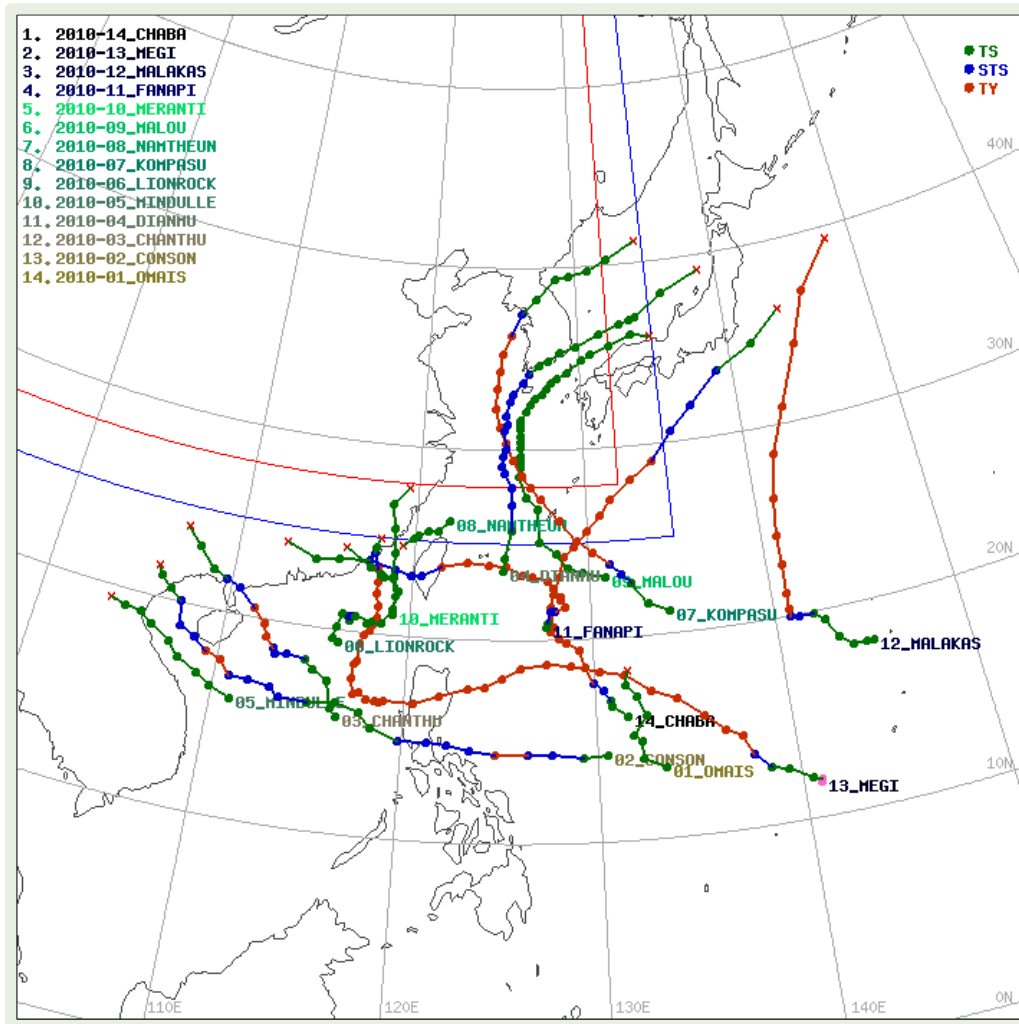 1. 2010-14_CHABA
2. 2010-13_MEGI
3. 2010-12_MALAKAS
4. 2010-11_FANAPI
5. 2010-10_MERANTI
6. 2010-09_MALOU
7. 2010-08_NAMTHEUN
8. 2010-07_KOMPASU
9. 2010-06_LIONROCK
10. 2010-05_MINDULLE
11. 2010-04_DIANMU
12. 2010-03_CHANTHU
13. 2010-02_CONSON
14. 2010-01_OMAIS
TS
STS
TY
40N
30N
08_NAMTHEUN
20N
04_DIANMU
09_MALOU
07_KOMPASU
10_MERANTI
11_FANAPI
12_MALAKAS
06_LIONROCK
05_MINDULLE
03_CHANTHU
14_CHABA
02_CONSON
01_OMAIS
10N
13_MEGI
0N
110E
120E
130E
140E